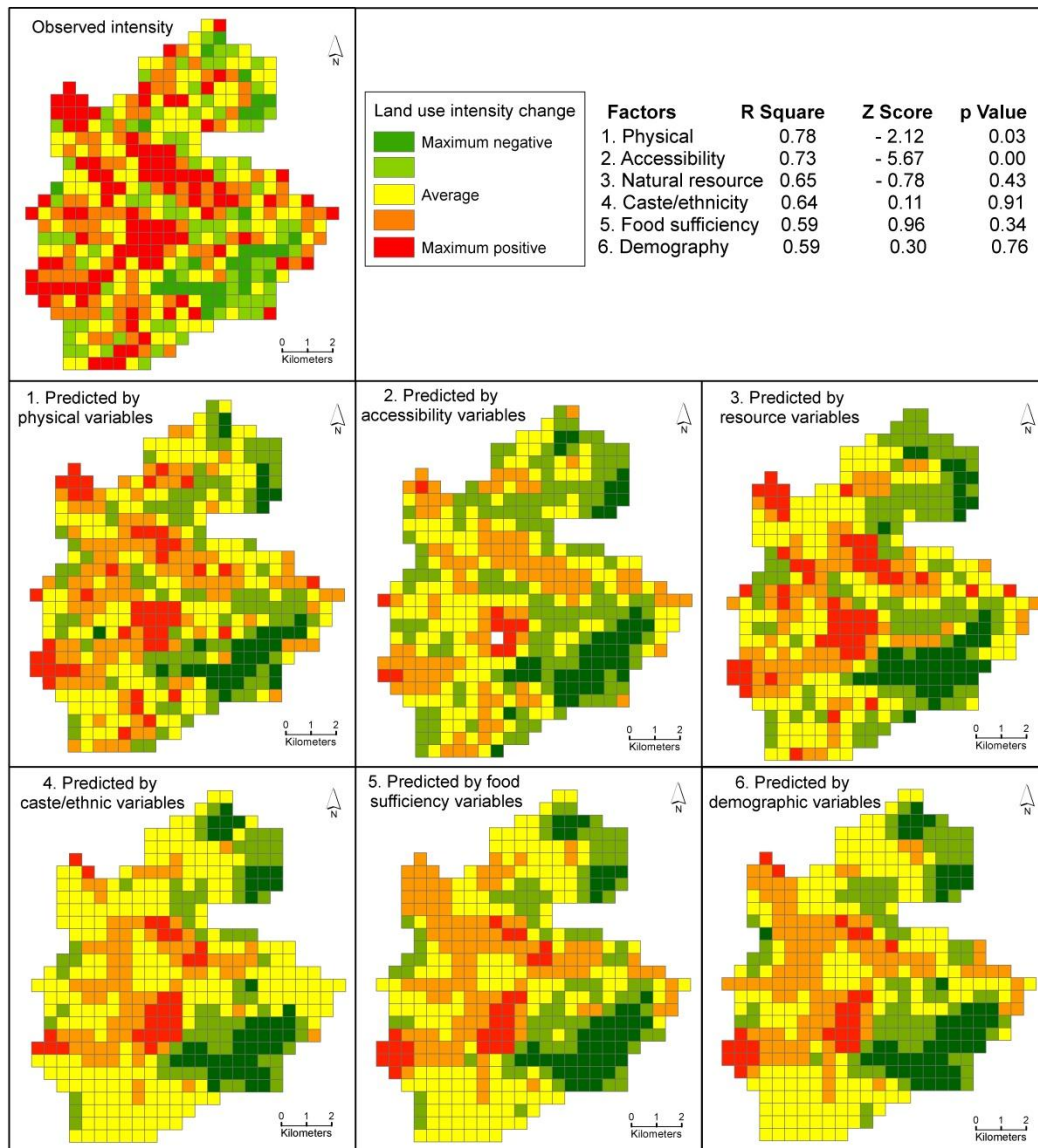 Observed intensity
N
0 1 2
Kilometers
Land use intensity change
Maximum negative
Average
Maximum positive
Factors R Square Z Score p Value
1. Physical 0.78 - 2.12 0.03
2. Accessibility 0.73 - 5.67 0.00
3. Natural resource 0.65 - 0.78 0.43
4. Caste/ethnicity 0.64 0.11 0.91
5. Food sufficiency 0.59 0.96 0.34
6. Demography 0.59 0.30 0.76
1. Predicted by
physical variables
N
0 1 2
Kilometers
2. Predicted by
accessibility variables
N
0 1 2
Kilometers
3. Predicted by
resource variables
N
0 1 2
Kilometers
4. Predicted by
caste/ethnic variables
N
0 1 2
Kilometers
5. Predicted by food
sufficiency variables
N
0 1 2
Kilometers
6. Predicted by
demographic variables
N
0 1 2
Kilometers